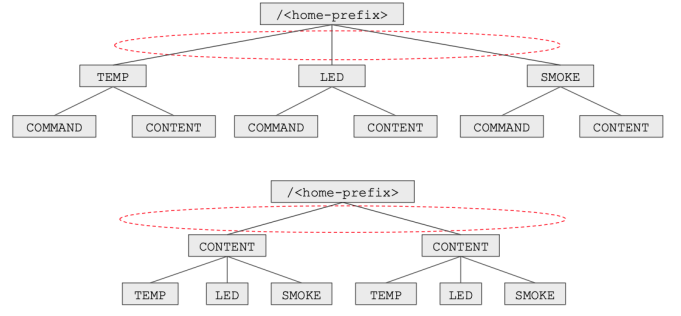 /<home-prefix>
TEMP LED SMOKE
COMMAND CONTENT COMMAND CONTENT COMMAND CONTENT
/<home-prefix>
CONTENT CONTENT
TEMP LED SMOKE TEMP LED SMOKE